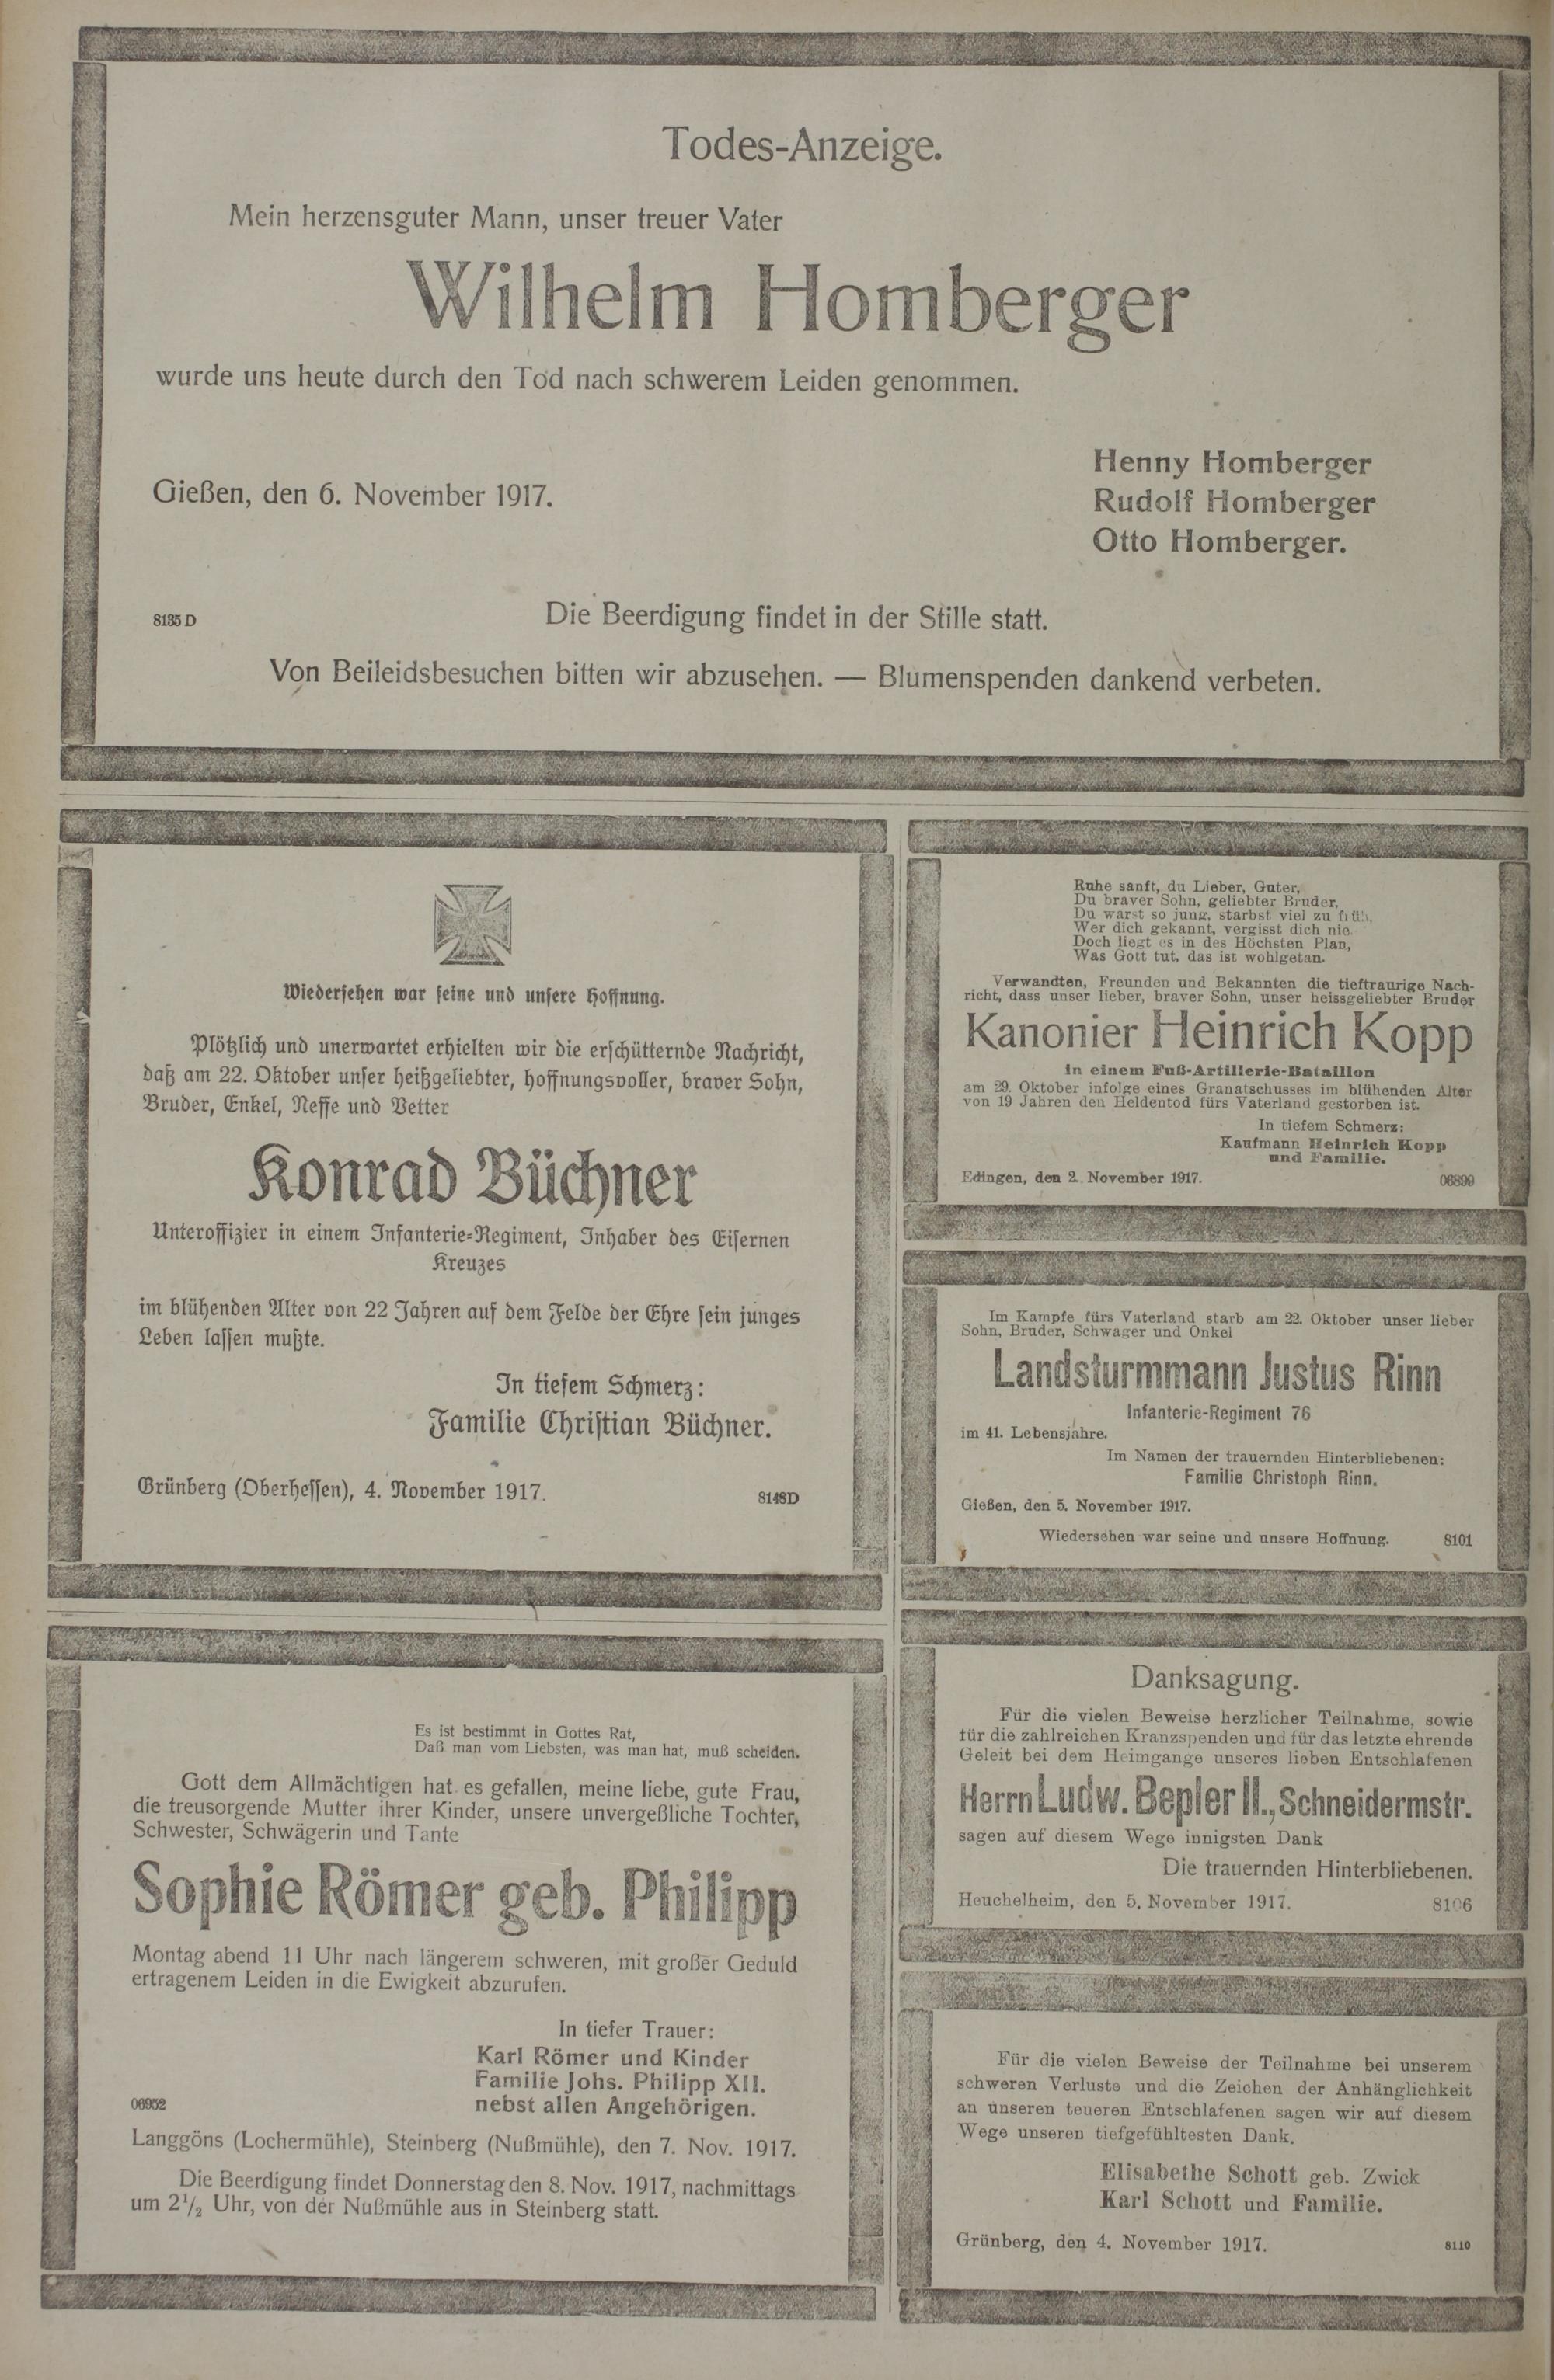 Todes-Anzeige.
Mein herzensguter Mann, unser treuer Vater
Wilhelm Homberger
wurde uns heute durch den Tod nach schwerem Leiden genommen.
Henny Homberger
Gießen, den 6. November 1917.
Rudolf Homberger
Otto Homberger.
8135 D
Die Beerdigung findet in der Stille statt.
Von Beileidsbesuchen bitten wir abzusehen. — Blumenspenden dankend verbeten.
Wiedersehen war seine und unsere Hoffnung.
Plötzlich und unerwartet erhielten wir die erschütternde Nachricht,
daß am 22. Oktober unser heißgeliebter, hoffnungsvoller, braver Sohn,
Bruder, Enkel, Neffe und Vetter
Konrad Büchner
Unteroffizier in einem Infanterie-Regiment, Inhaber des Eisernen
Kreuzes
im blühenden Alter von 22 Jahren auf dem Felde der Ehre sein junges
Leben lassen mußte.
In tiefem Schmerz:
Familie Christian Büchner.
Grünberg (Oberhessen), 4. November 1917.
8148D
Es ist bestimmt in Gottes Rat,
Daß man vom Liebsten, was man hat, muß scheiden.
Gott dem Allmächtigen hat es gefallen, meine liebe, gute Frau,
die treusorgende Mutter ihrer Kinder, unsere unvergeßliche Tochter,
Schwester, Schwägerin und Tante
Sophie Römer geb. Philipp
Montag abend 11 Uhr nach längerem schweren, mit großer Geduld
ertragenem Leiden in die Ewigkeit abzurufen.
In tiefer Trauer:
Karl Römer und Kinder
Familie Johs. Philipp XII.
06952
nebst allen Angehörigen.
Langgöns (Lochermühle), Steinberg (Nußmühle), den 7. Nov. 1917.
Die Beerdigung findet Donnerstag den 8. Nov. 1917, nachmittags
um 2½ Uhr, von der Nußmühle aus in Steinberg statt.
Ruhe sanft, du Lieber, Guter,
Du braver Sohn, geliebter Bruder,
Du warst so jung, starbst viel zu früh,
Wer dich gekannt, vergisst dich nie.
Doch liegt es in des Höchsten Plan,
Was Gott tut, das ist wohlgetan.
Verwandten, Freunden und Bekannten die tieftraurige Nach-
richt, dass unser lieber, braver Sohn, unser heissgeliebter Bruder
Kanonier Heinrich Kopp
in einem Fuß-Artillerie-Bataillon
am 29. Oktober infolge eines Granatschusses im blühenden Alter
von 19 Jahren den Heldentod fürs Vaterland gestorben ist.
In tiefem Schmerz:
Kaufmann Heinrich Kopp
und Familie.
Edingen, den 2. November 1917.
06899
Im Kampfe fürs Vaterland starb am 22. Oktober unser lieber
Sohn, Bruder, Schwager und Onkel
Landsturmmann Justus Rinn
Infanterie-Regiment 76
im 41. Lebensjahre.
Im Namen der trauernden Hinterbliebenen:
Familie Christoph Rinn.
Gießen, den 5. November 1917.
Wiedersehen war seine und unsere Hoffnung.
8101
Danksagung.
Für die vielen Beweise herzlicher Teilnahme, sowie
für die zahlreichen Kranzspenden und für das letzte ehrende
Geleit bei dem Heimgange unseres lieben Entschlafenen
Herrn Ludw. Bepler II., Schneidermstr.
sagen auf diesem Wege innigsten Dank
Die trauernden Hinterbliebenen.
Heuchelheim, den 5. November 1917.
8106
Für die vielen Beweise der Teilnahme bei unserem
schweren Verluste und die Zeichen der Anhänglichkeit
an unseren teueren Entschlafenen sagen wir auf diesem
Wege unseren tiefgefühltesten Dank.
Elisabethe Schott geb. Zwick
Karl Schott und Familie.
Grünberg, den 4. November 1917.
8110